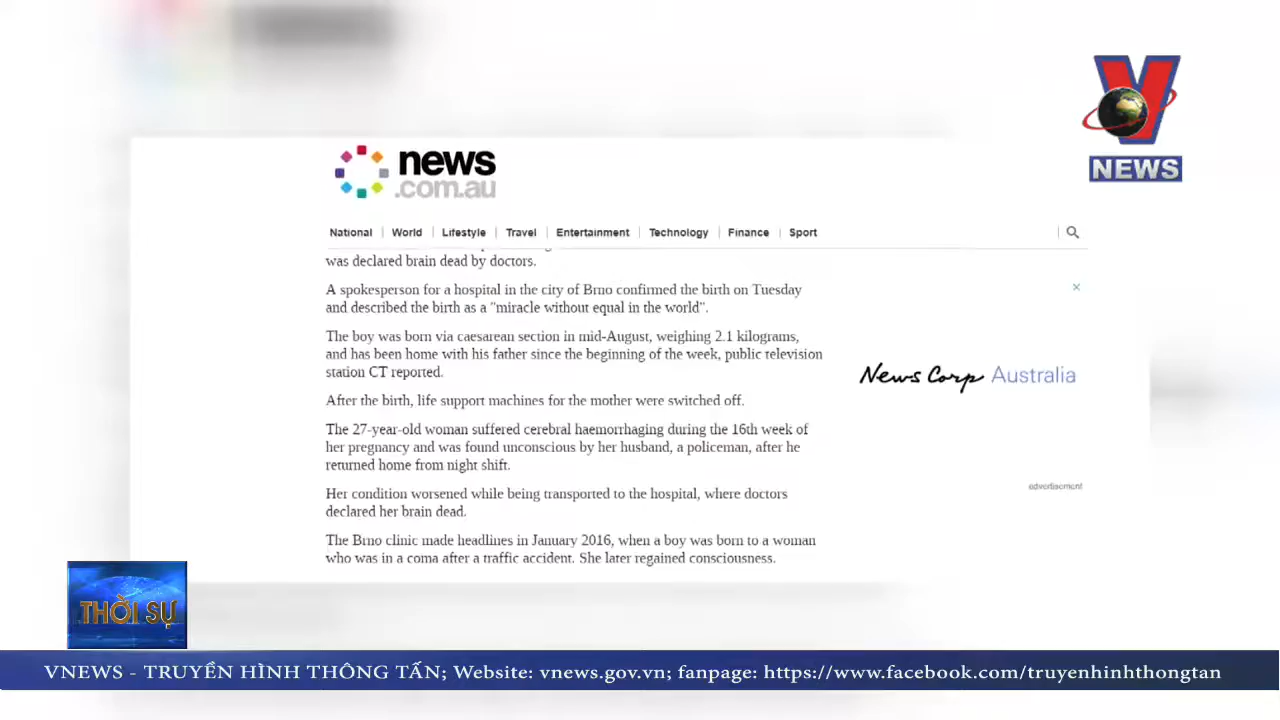 V
NEWS
news
.com.au
National World Lifestyle Travel Entertainment Technology Finance Sport
was declared brain dead by doctors.
A spokesperson for a hospital in the city of Brno confirmed the birth on Tuesday
and described the birth as a "miracle without equal in the world".
The boy was born via caesarean section in mid-August, weighing 2.1 kilograms,
and has been home with his father since the beginning of the week, public television
station CT reported.
After the birth, life support machines for the mother were switched off.
The 27-year-old woman suffered cerebral haemorrhaging during the 16th week of
her pregnancy and was found unconscious by her husband, a policeman, after he
returned home from night shift.
Her condition worsened while being transported to the hospital, where doctors
declared her brain dead.
The Brno clinic made headlines in January 2016, when a boy was born to a woman
who was in a coma after a traffic accident. She later regained consciousness.
News Corp Australia
advertisement
THỜI SỰ
VNEWS - TRUYỀN HÌNH THÔNG TẤN; Website: vnews.gov.vn; fanpage: https://www.facebook.com/truyenhinhthongtan